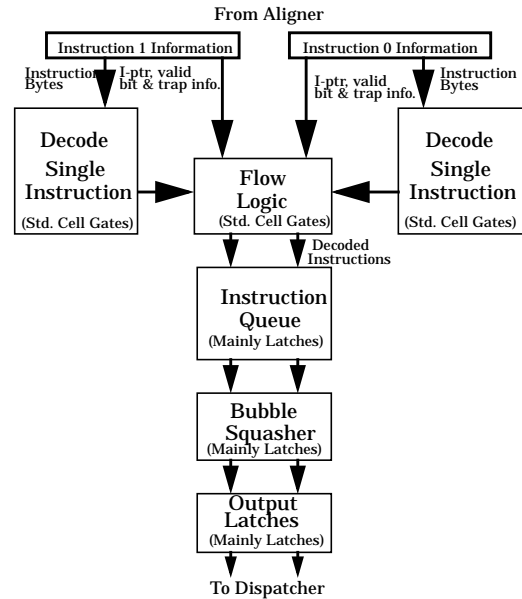 From Aligner
Instruction 1 Information
Instruction 0 Information
Instruction
Bytes
I-ptr, valid
bit & trap info.
I-ptr, valid
bit & trap info.
Instruction
Bytes
Decode
Single
Instruction
(Std. Cell Gates)
Flow
Logic
(Std. Cell Gates)
Decode
Single
Instruction
(Std. Cell Gates)
Decoded
Instructions
Instruction
Queue
(Mainly Latches)
Bubble
Squasher
(Mainly Latches)
Output
Latches
(Mainly Latches)
To Dispatcher